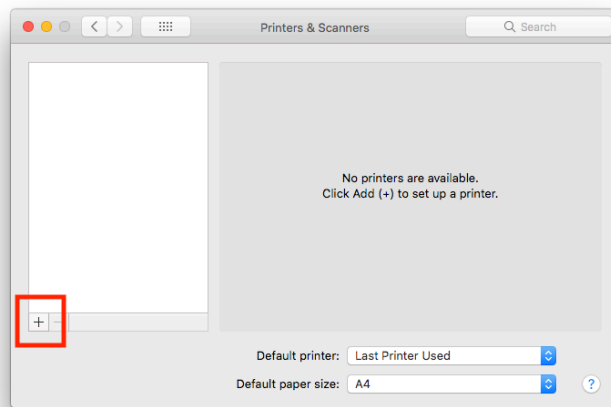 Printers & Scanners
Search
No printers are available.
Click Add (+) to set up a printer.
+ −
Default printer: Last Printer Used
Default paper size: A4
?